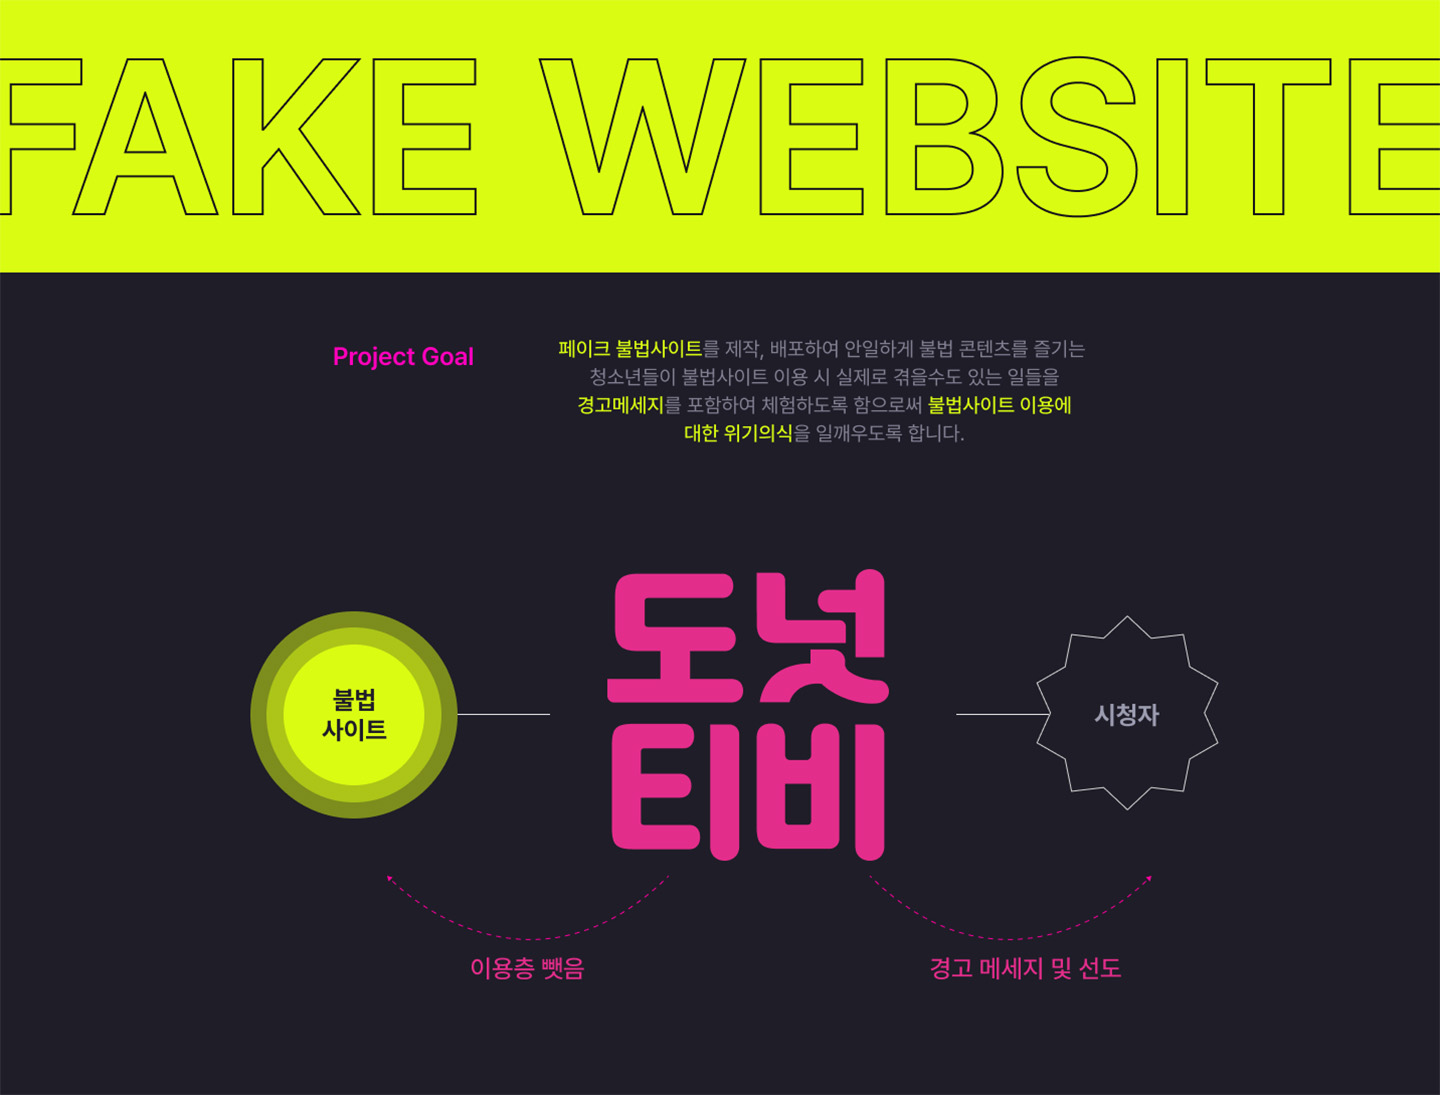 FAKE WEBSITE
Project Goal
페이크 불법사이트를 제작, 배포하여 안일하게 불법 콘텐츠를 즐기는
청소년들이 불법사이트 이용 시 실제로 겪을수도 있는 일들을
경고메세지를 포함하여 체험하도록 함으로써 불법사이트 이용에
대한 위기의식을 일깨우도록 합니다.
도넛
티비
불법
사이트
시청자
이용층 뺏음
경고 메세지 및 선도